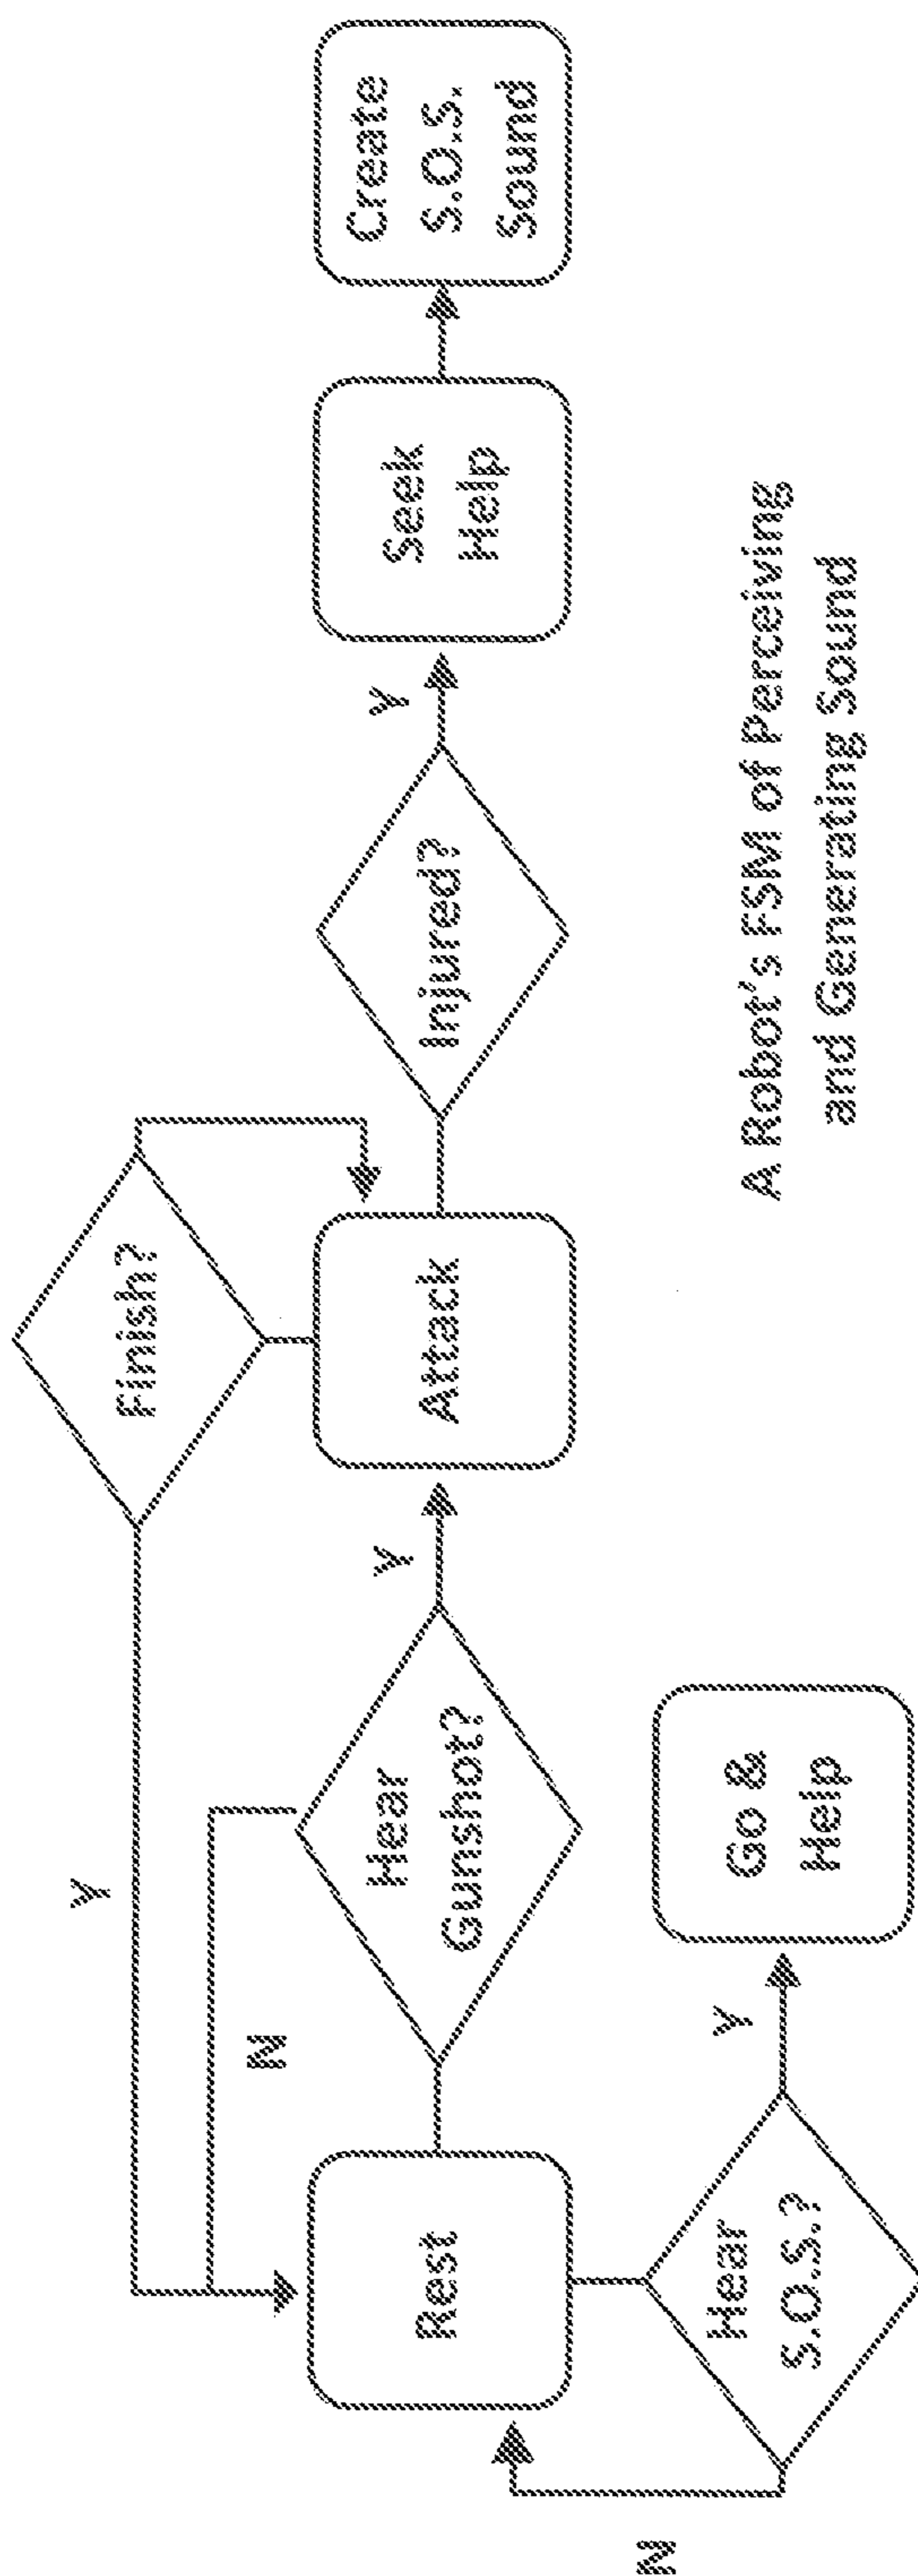 Y
Finish?
N
Rest
Hear
Gunshot?
Y
Attack
Injured?
Y
Seek
Help
Create
S.O.S.
Sound
N
Hear
S.O.S.?
Y
Go &
Help
A Robot's FSM of Perceiving
and Generating Sound